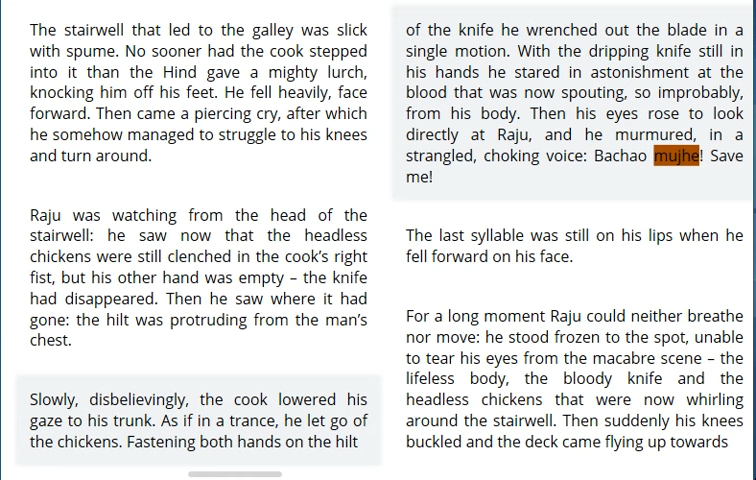 The stairwell that led to the galley was slick
with spume. No sooner had the cook stepped
into it than the Hind gave a mighty lurch,
knocking him off his feet. He fell heavily, face
forward. Then came a piercing cry, after which
he somehow managed to struggle to his knees
and turn around.
Raju was watching from the head of the
stairwell: he saw now that the headless
chickens were still clenched in the cook’s right
fist, but his other hand was empty – the knife
had disappeared. Then he saw where it had
gone: the hilt was protruding from the man’s
chest.
Slowly, disbelievingly, the cook lowered his
gaze to his trunk. As if in a trance, he let go of
the chickens. Fastening both hands on the hilt
of the knife he wrenched out the blade in a
single motion. With the dripping knife still in
his hands he stared in astonishment at the
blood that was now spouting, so improbably,
from his body. Then his eyes rose to look
directly at Raju, and he murmured, in a
strangled, choking voice: Bachao mujhe! Save
me!
The last syllable was still on his lips when he
fell forward on his face.
For a long moment Raju could neither breathe
nor move: he stood frozen to the spot, unable
to tear his eyes from the macabre scene – the
lifeless body, the bloody knife and the
headless chickens that were now whirling
around the stairwell. Then suddenly his knees
buckled and the deck came flying up towards